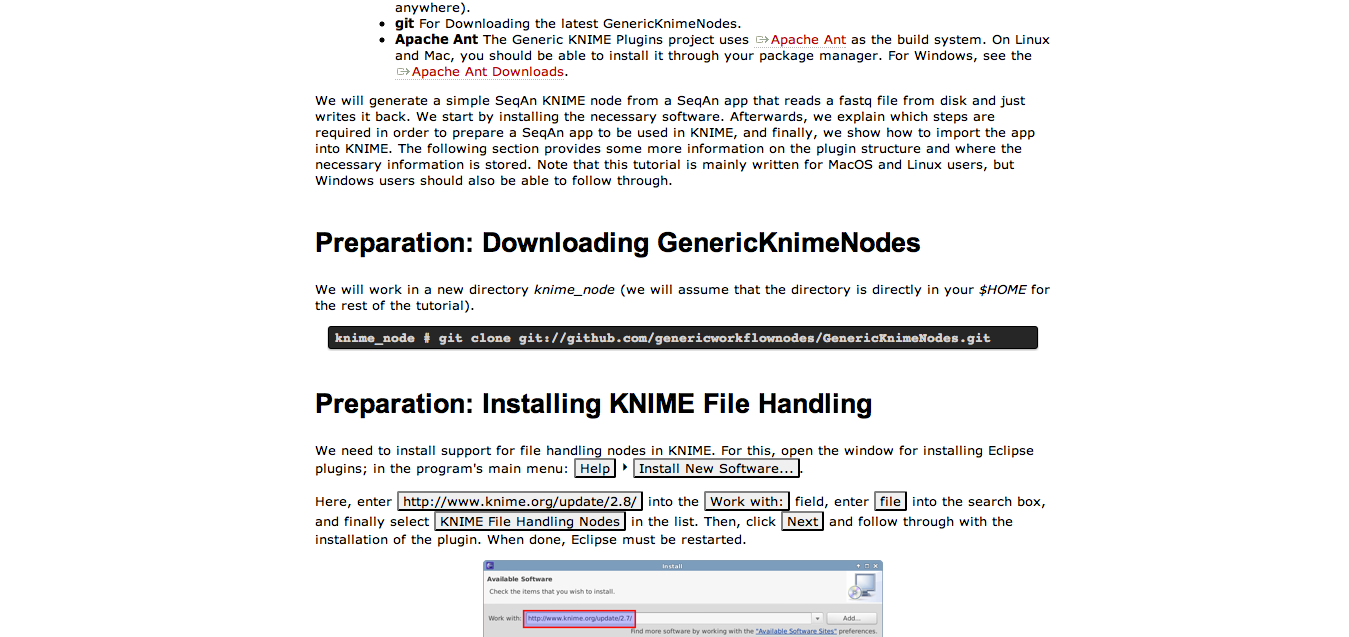 anywhere).
• git For Downloading the latest GenericKnimeNodes.
• Apache Ant The Generic KNIME Plugins project uses Apache Ant as the build system. On Linux
and Mac, you should be able to install it through your package manager. For Windows, see the
Apache Ant Downloads.
We will generate a simple SeqAn KNIME node from a SeqAn app that reads a fastq file from disk and just
writes it back. We start by installing the necessary software. Afterwards, we explain which steps are
required in order to prepare a SeqAn app to be used in KNIME, and finally, we show how to import the app
into KNIME. The following section provides some more information on the plugin structure and where the
necessary information is stored. Note that this tutorial is mainly written for MacOS and Linux users, but
Windows users should also be able to follow through.
Preparation: Downloading GenericKnimeNodes
We will work in a new directory knime_node (we will assume that the directory is directly in your $HOME for
the rest of the tutorial).
knime_node # git clone git://github.com/genericworkflownodes/GenericKnimeNodes.git
Preparation: Installing KNIME File Handling
We need to install support for file handling nodes in KNIME. For this, open the window for installing Eclipse
plugins; in the program's main menu: Help ‣ Install New Software....
Here, enter http://www.knime.org/update/2.8/ into the Work with: field, enter file into the search box,
and finally select KNIME File Handling Nodes in the list. Then, click Next and follow through with the
installation of the plugin. When done, Eclipse must be restarted.
Install
Available Software
Check the items that you wish to install.
Work with: http://www.knime.org/update/2.7/ Add...
Find more software by working with the "Available Software Sites" preferences.